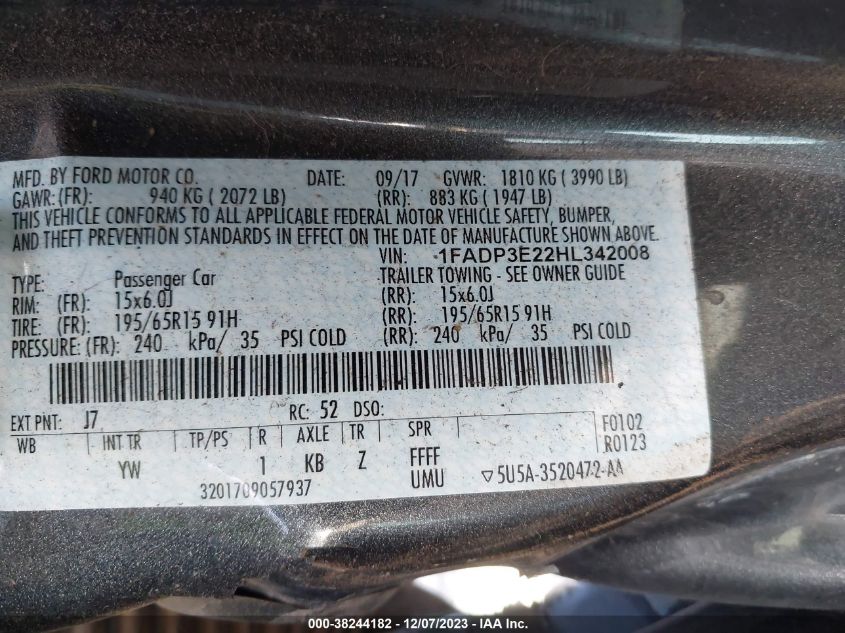 MFD. BY FORD MOTOR CO. DATE: 09/17 GVWR: 1810 KG ( 3990 LB)
GAWR:(FR): 940 KG ( 2072 LB) (RR): 883 KG ( 1947 LB)
THIS VEHICLE CONFORMS TO ALL APPLICABLE FEDERAL MOTOR VEHICLE SAFETY, BUMPER,
AND THEFT PREVENTION STANDARDS IN EFFECT ON THE DATE OF MANUFACTURE SHOWN ABOVE.
VIN: 1FADP3E22HL342008
TYPE: Passenger Car TRAILER TOWING - SEE OWNER GUIDE
RIM: (FR): 15x6.0J (RR): 15x6.0J
TIRE: (FR): 195/65R15 91H (RR): 195/65R15 91H
PRESSURE: (FR): 240 kPa/ 35 PSI COLD (RR): 240 kPa/ 35 PSI COLD
EXT PNT: J7 RC: 52 DSO:
WB INT TR TP/PS R AXLE TR SPR F0102
R0123
YW 1 KB Z FFFF
UMU
3201709057937 ▽5U5A-3520472-AA
000-38244182 - 12/07/2023 - IAA Inc.